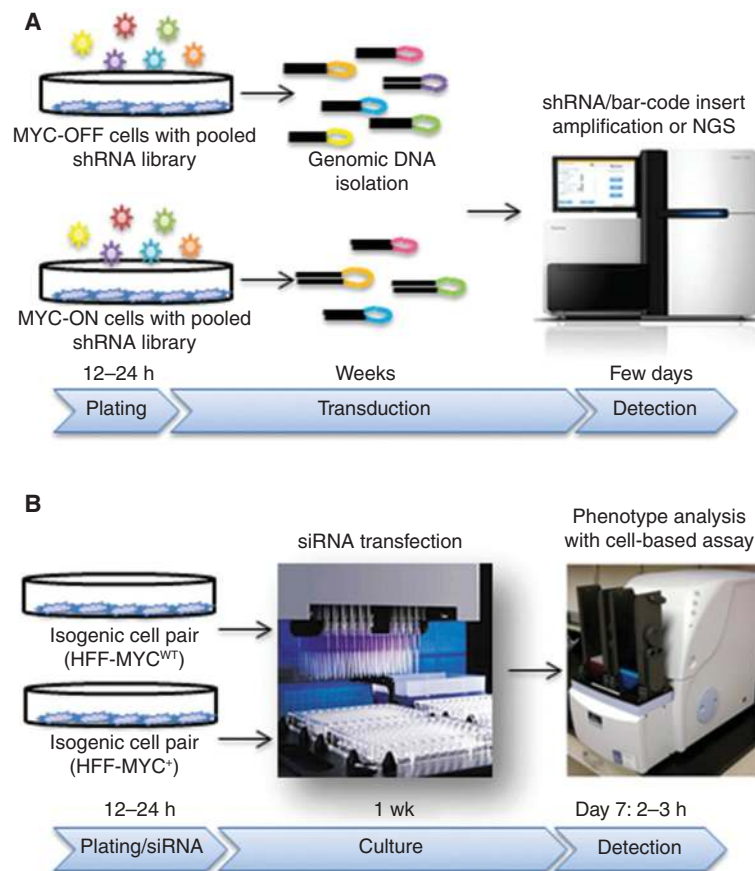 A
MYC-OFF cells with pooled
shRNA library
Genomic DNA
isolation
shRNA/bar-code insert
amplification or NGS
MYC-ON cells with pooled
shRNA library
12–24 h
Weeks
Few days
Plating
Transduction
Detection
B
siRNA transfection
Phenotype analysis
with cell-based assay
Isogenic cell pair
(HFF-MYCᵂᵀ)
Isogenic cell pair
(HFF-MYC⁺)
12–24 h
1 wk
Day 7: 2–3 h
Plating/siRNA
Culture
Detection